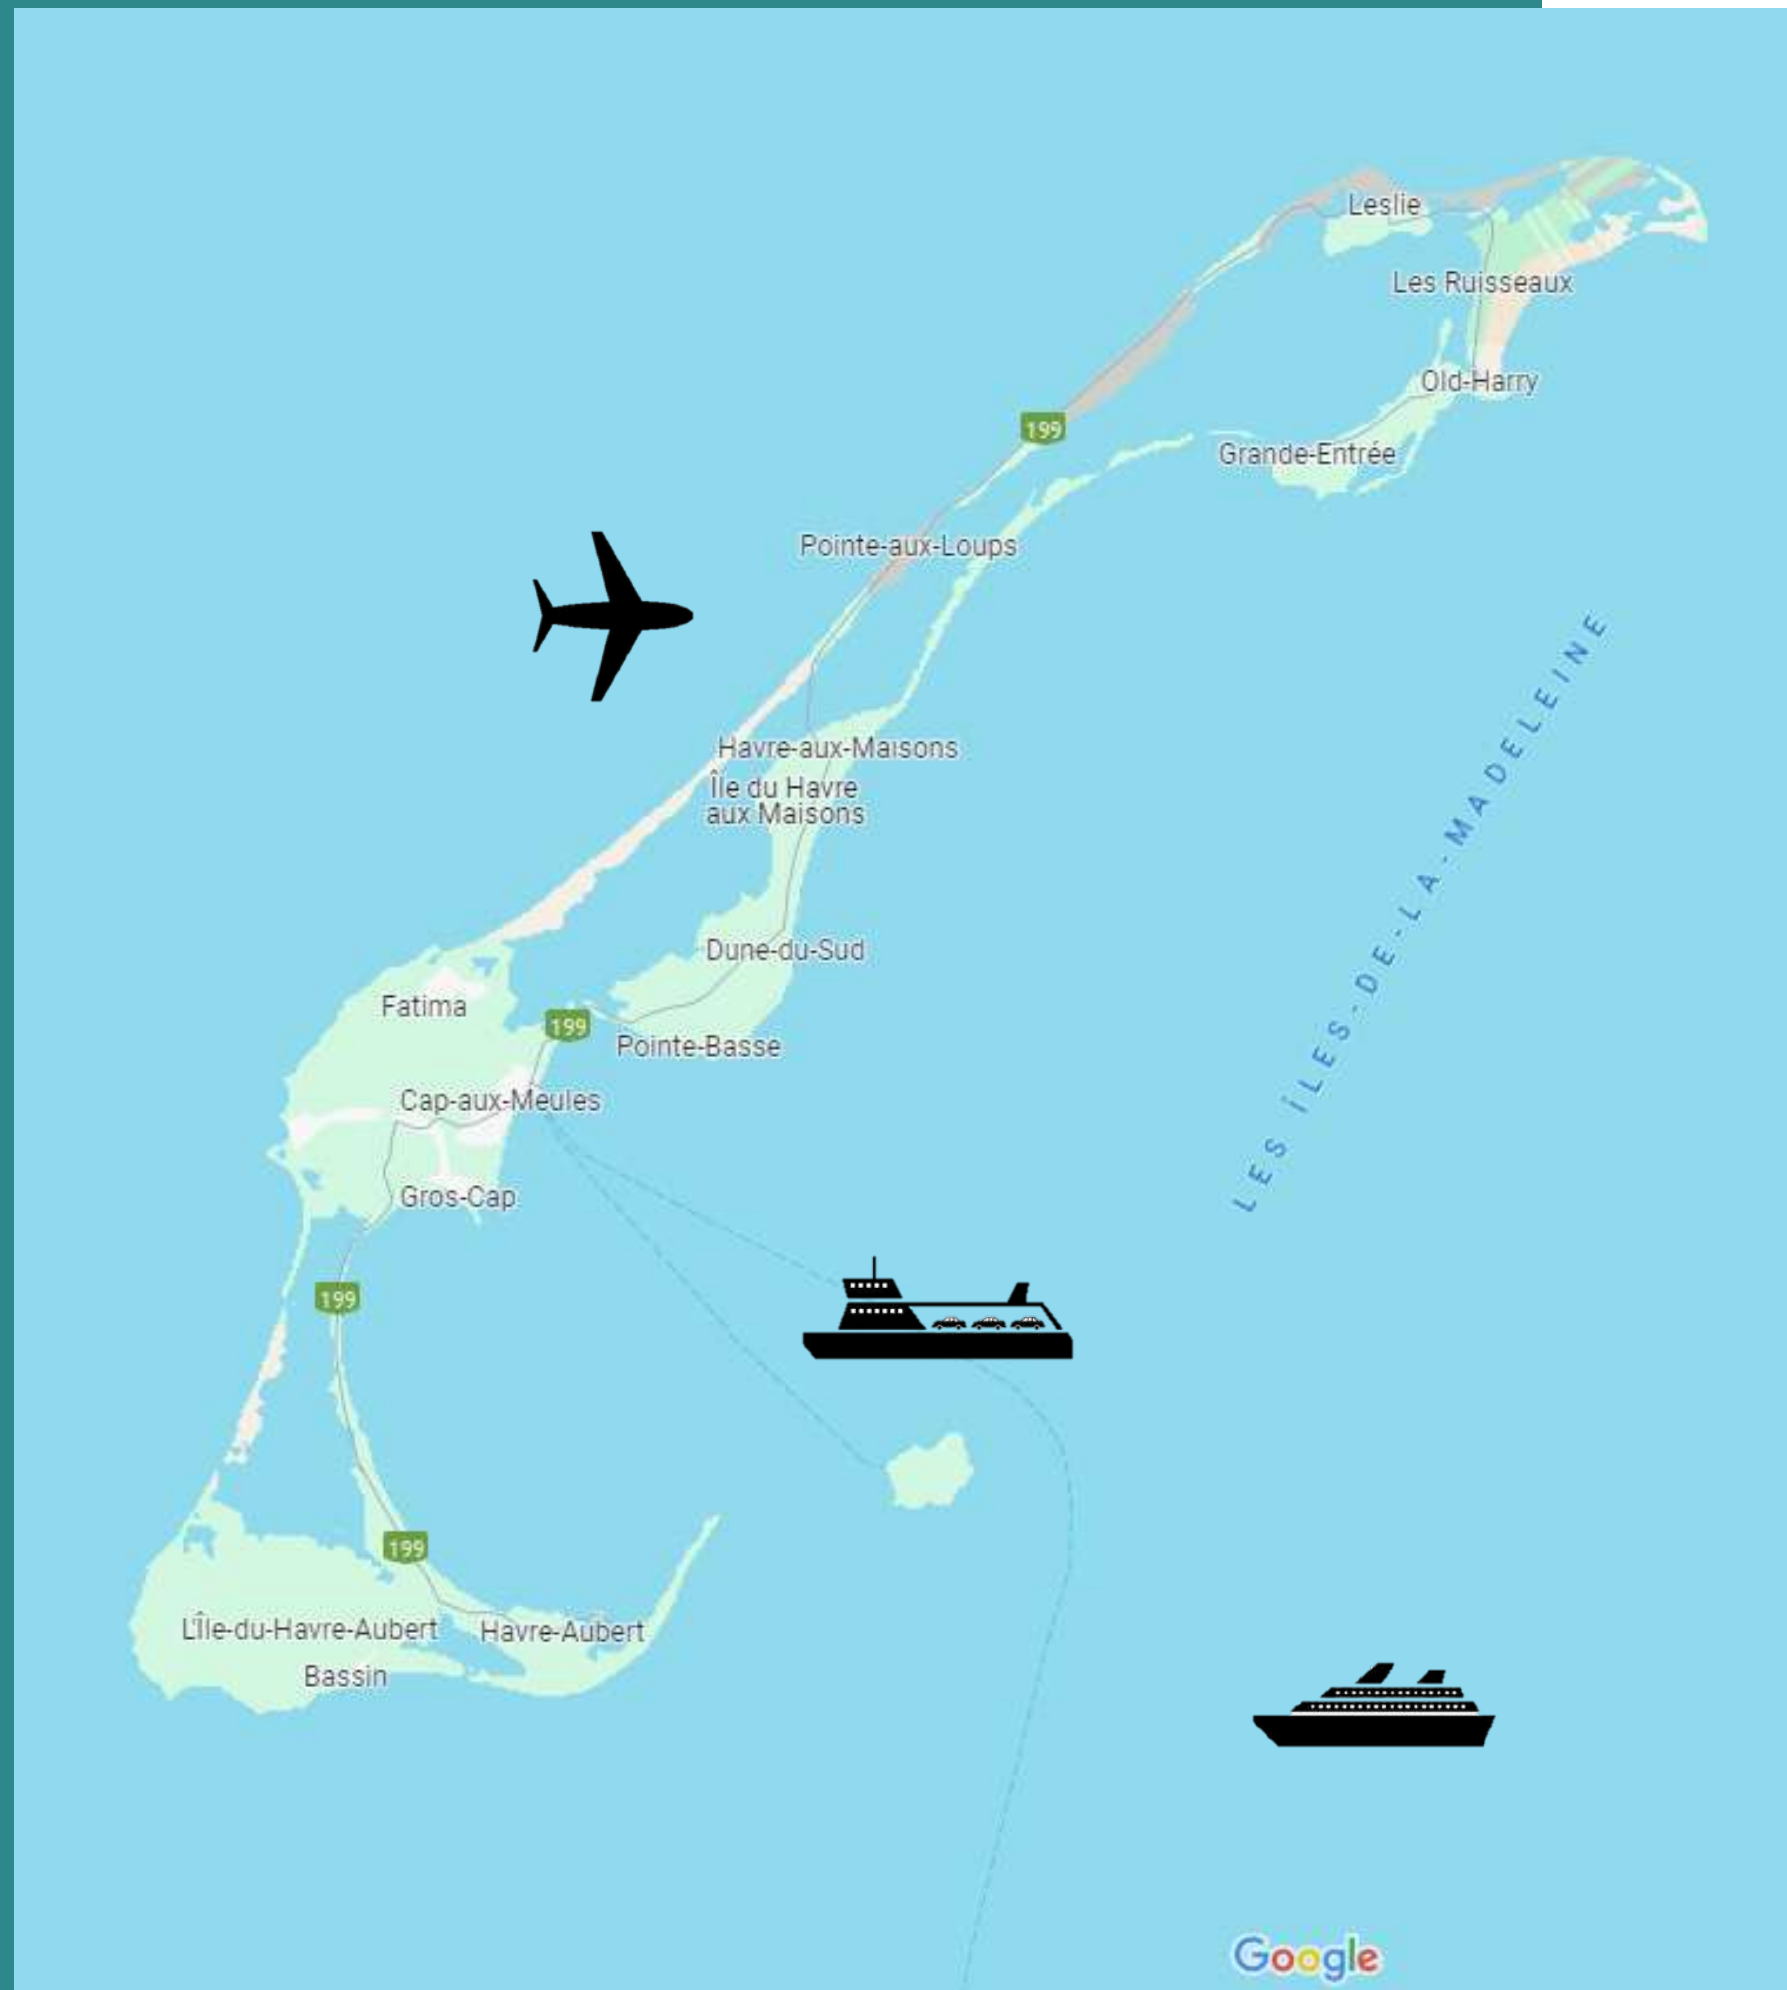 Leslie
Les Ruisseaux
Old-Harry
199
Grande-Entrée
Pointe-aux-Loups
LES ÎLES-DE-LA-MADELEINE
Havre-aux-Maisons
Île du Havre
aux Maisons
Dune-du-Sud
Fatima
199
Pointe-Basse
Cap-aux-Meules
Gros-Cap
199
199
L'Île-du-Havre-Aubert
Havre-Aubert
Bassin
Google